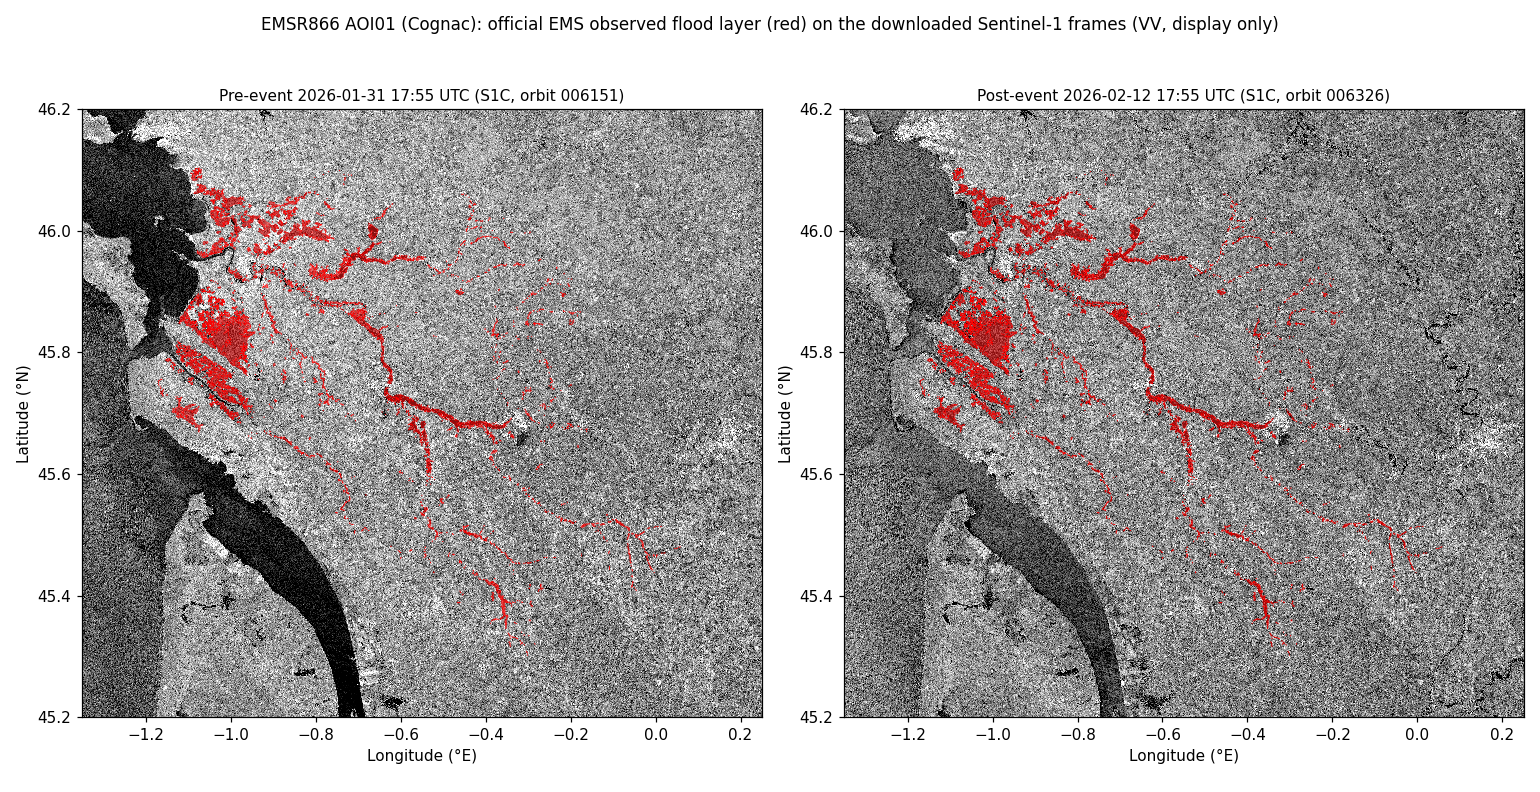 EMSR866 AOI01 (Cognac): official EMS observed flood layer (red) on the downloaded Sentinel-1 frames (VV, display only)
Pre-event 2026-01-31 17:55 UTC (S1C, orbit 006151)
46.2
46.0
45.8
45.6
45.4
45.2
Latitude (°N)
−1.2 −1.0 −0.8 −0.6 −0.4 −0.2 0.0 0.2
Longitude (°E)
Post-event 2026-02-12 17:55 UTC (S1C, orbit 006326)
46.2
46.0
45.8
45.6
45.4
45.2
Latitude (°N)
−1.2 −1.0 −0.8 −0.6 −0.4 −0.2 0.0 0.2
Longitude (°E)